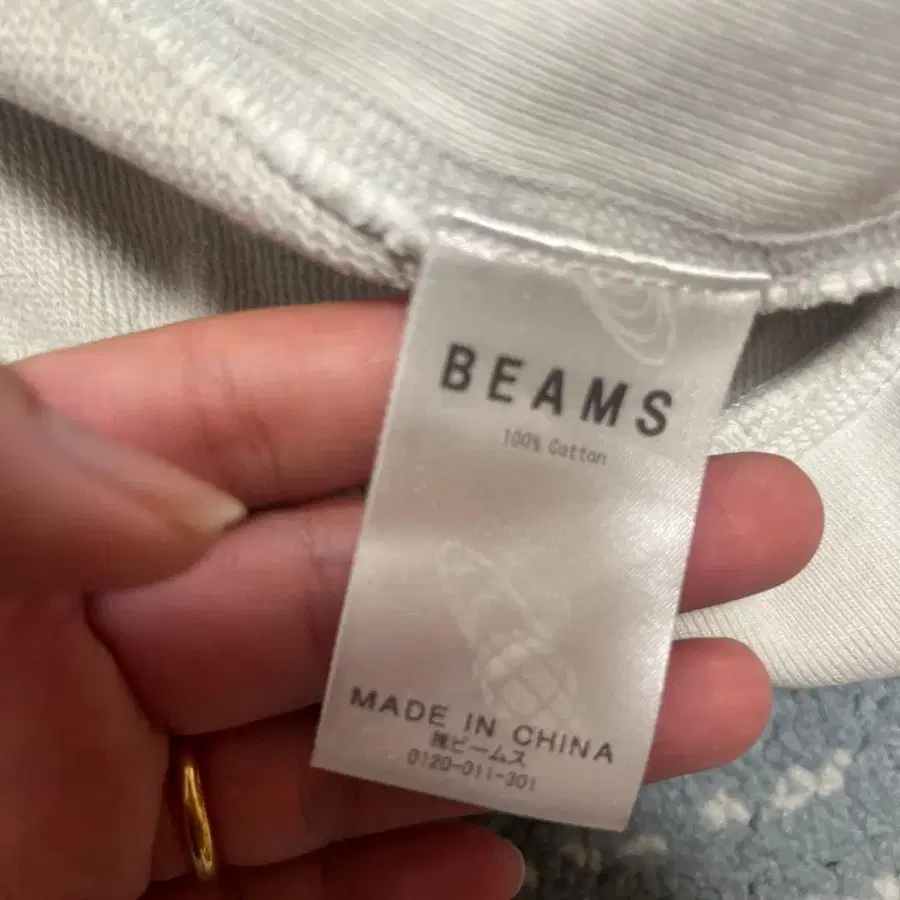 BEAMS
100% Cotton
MADE IN CHINA
㈱ビームス
0120-011-301